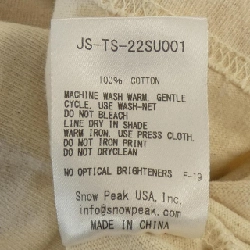 JS-TS-22SU001
100% COTTON
MACHINE WASH WARM, GENTLE
CYCLE, USE WASH-NET
DO NOT BLEACH
LINE DRY IN SHADE
WARM IRON, USE PRESS CLOTH,
DO NOT IRON PRINT
DO NOT DRYCLEAN
NO OPTICAL BRIGHTENERS F-19
Snow Peak USA, Inc.
info@snowpeak.com
MADE IN CHINA